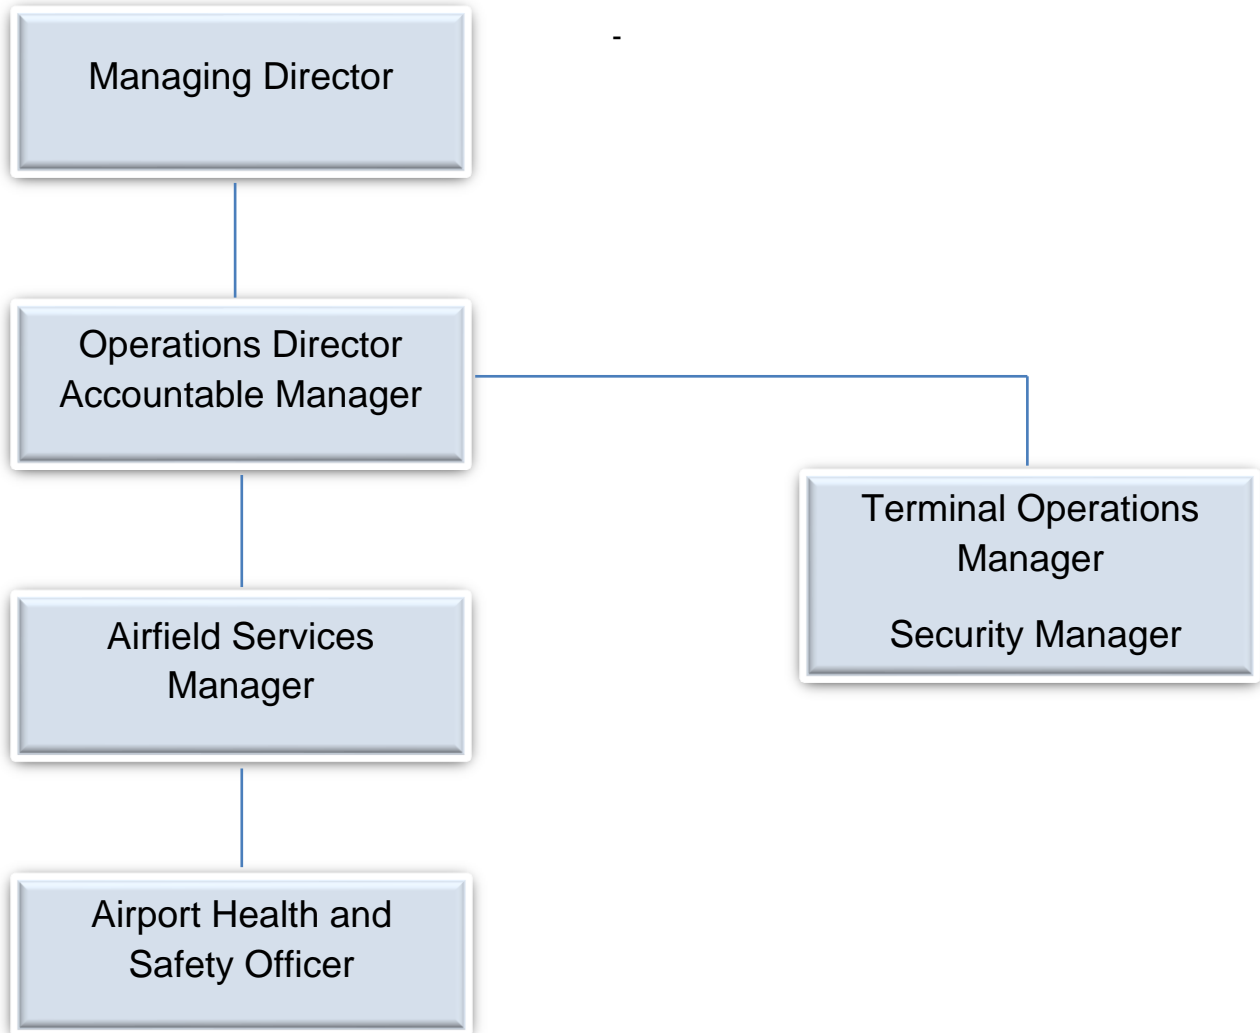 -
Managing Director
Operations Director
Accountable Manager
Terminal Operations
Manager
Security Manager
Airfield Services
Manager
Airport Health and
Safety Officer